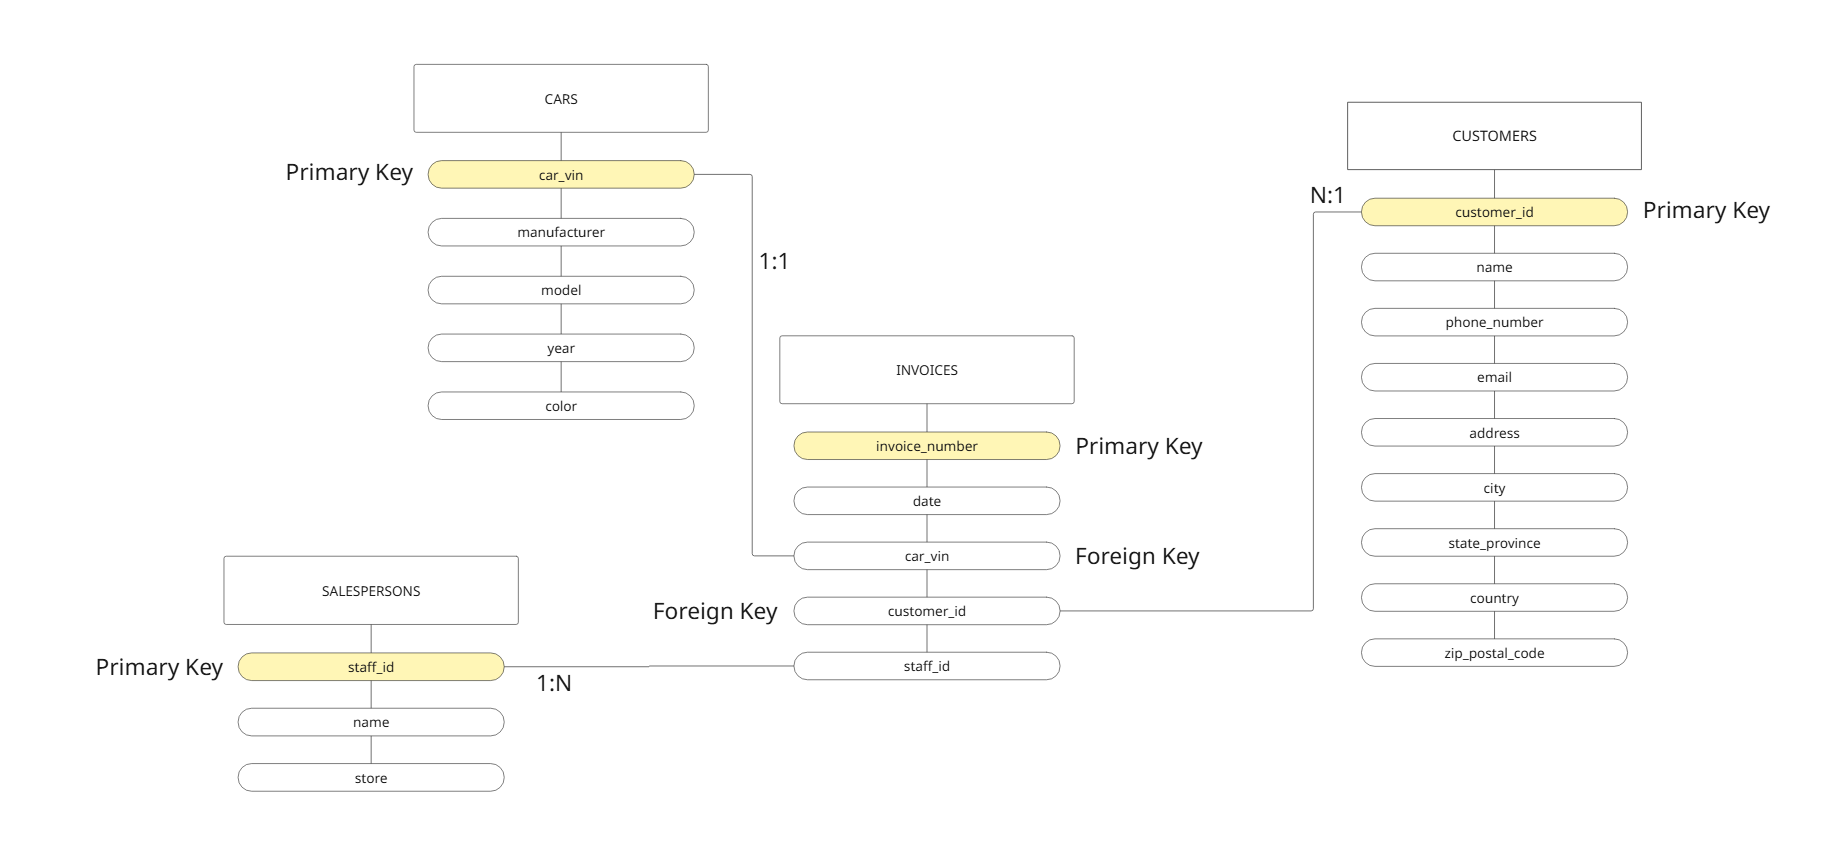 CARS
Primary Key
car_vin
manufacturer
model
year
color
1:1
CUSTOMERS
N:1
customer_id
Primary Key
name
phone_number
email
address
city
state_province
country
zip_postal_code
INVOICES
invoice_number
Primary Key
date
car_vin
Foreign Key
Foreign Key
customer_id
staff_id
SALESPERSONS
Primary Key
staff_id
1:N
name
store